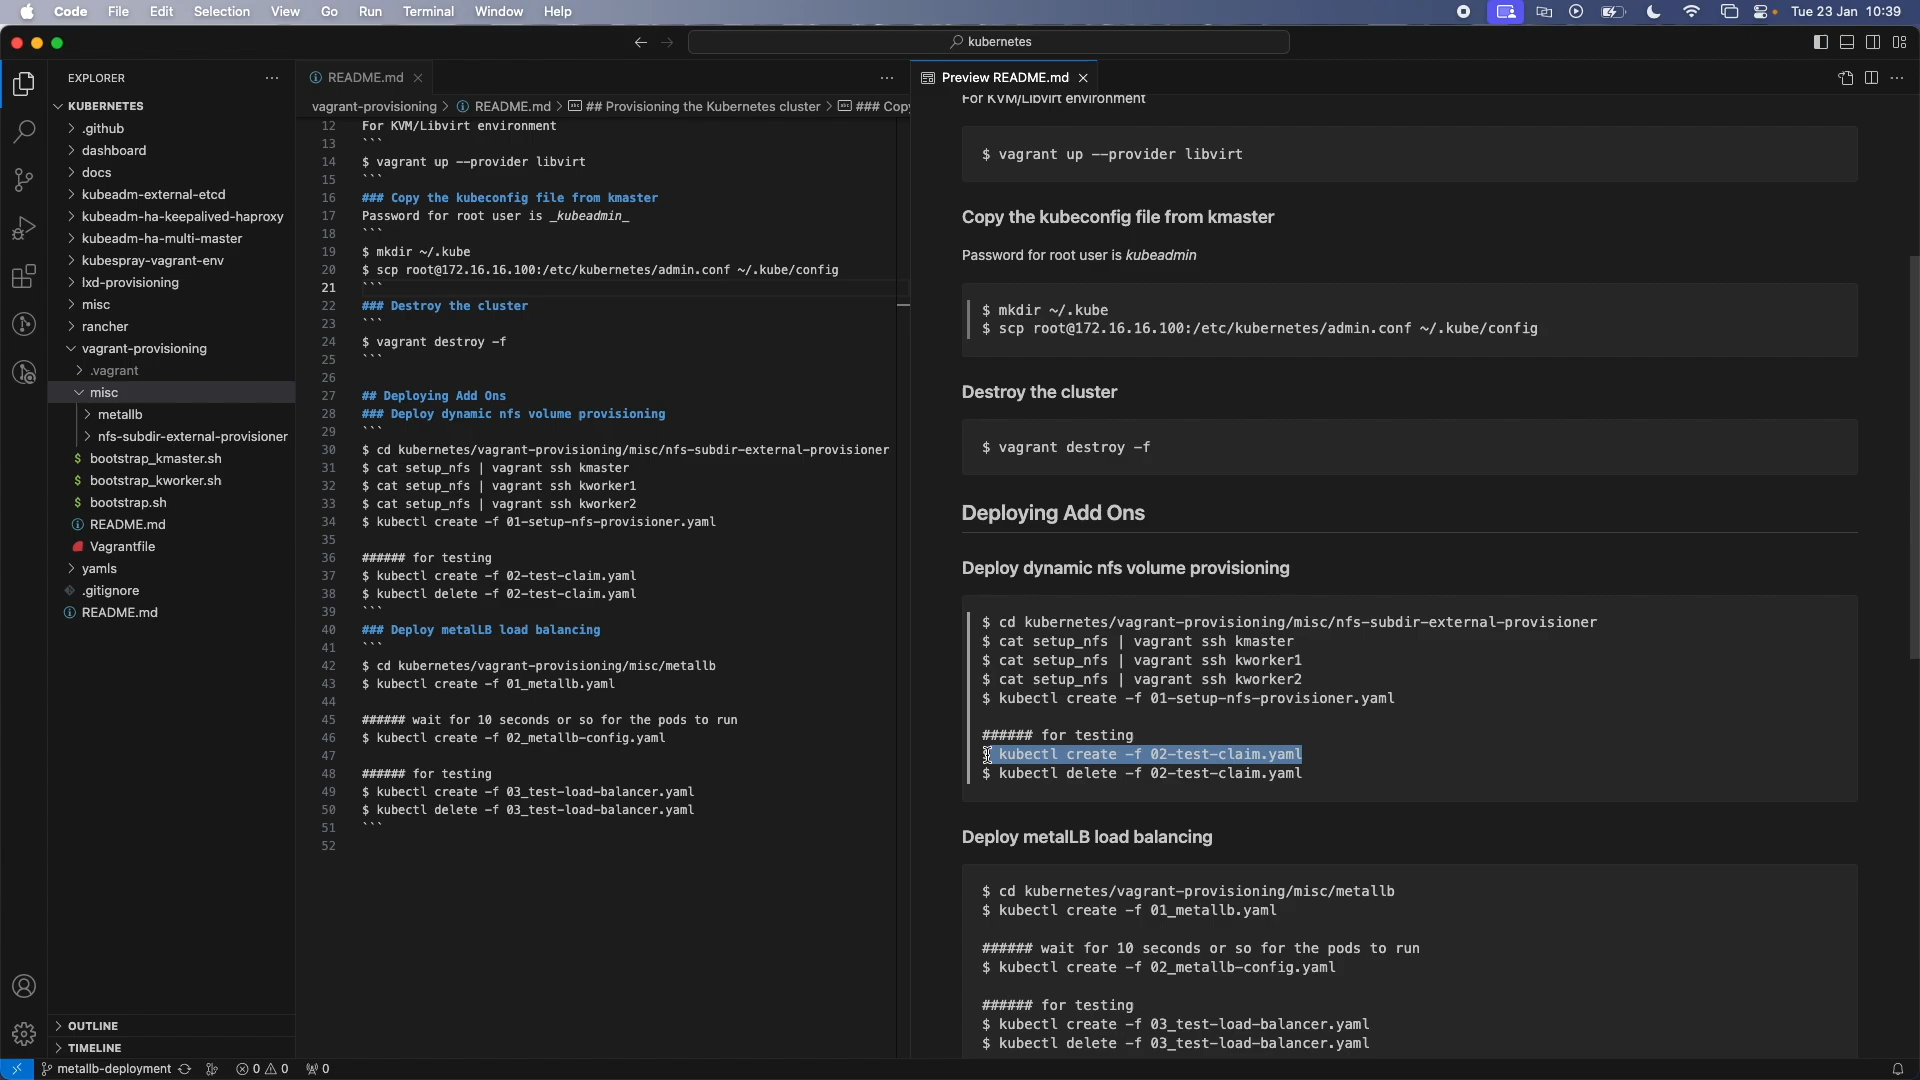 Code File Edit Selection View Go Run Terminal Window Help
Tue 23 Jan 10:39
kubernetes
EXPLORER
README.md
Preview README.md
KUBERNETES
.github
dashboard
docs
kubeadm-external-etcd
kubeadm-ha-keepalived-haproxy
kubeadm-ha-multi-master
kubespray-vagrant-env
lxd-provisioning
misc
rancher
vagrant-provisioning
.vagrant
misc
metallb
nfs-subdir-external-provisioner
$ bootstrap_kmaster.sh
$ bootstrap_kworker.sh
$ bootstrap.sh
README.md
Vagrantfile
yamls
.gitignore
README.md
OUTLINE
TIMELINE
vagrant-provisioning > README.md > ## Provisioning the Kubernetes cluster > ### Copy
12 For KVM/Libvirt environment
13 ```
14 $ vagrant up --provider libvirt
15 ```
16 ### Copy the kubeconfig file from kmaster
17 Password for root user is _kubeadmin_
18 ```
19 $ mkdir ~/.kube
20 $ scp root@172.16.16.100:/etc/kubernetes/admin.conf ~/.kube/config
21 ```
22 ### Destroy the cluster
23 ```
24 $ vagrant destroy -f
25 ```
26
27 ## Deploying Add Ons
28 ### Deploy dynamic nfs volume provisioning
29 ```
30 $ cd kubernetes/vagrant-provisioning/misc/nfs-subdir-external-provisioner
31 $ cat setup_nfs | vagrant ssh kmaster
32 $ cat setup_nfs | vagrant ssh kworker1
33 $ cat setup_nfs | vagrant ssh kworker2
34 $ kubectl create -f 01-setup-nfs-provisioner.yaml
35
36 ###### for testing
37 $ kubectl create -f 02-test-claim.yaml
38 $ kubectl delete -f 02-test-claim.yaml
39 ```
40 ### Deploy metalLB load balancing
41 ```
42 $ cd kubernetes/vagrant-provisioning/misc/metallb
43 $ kubectl create -f 01_metallb.yaml
44
45 ###### wait for 10 seconds or so for the pods to run
46 $ kubectl create -f 02_metallb-config.yaml
47
48 ###### for testing
49 $ kubectl create -f 03_test-load-balancer.yaml
50 $ kubectl delete -f 03_test-load-balancer.yaml
51 ```
52
For KVM/Libvirt environment
$ vagrant up --provider libvirt
Copy the kubeconfig file from kmaster
Password for root user is kubeadmin
$ mkdir ~/.kube
$ scp root@172.16.16.100:/etc/kubernetes/admin.conf ~/.kube/config
Destroy the cluster
$ vagrant destroy -f
Deploying Add Ons
Deploy dynamic nfs volume provisioning
$ cd kubernetes/vagrant-provisioning/misc/nfs-subdir-external-provisioner
$ cat setup_nfs | vagrant ssh kmaster
$ cat setup_nfs | vagrant ssh kworker1
$ cat setup_nfs | vagrant ssh kworker2
$ kubectl create -f 01-setup-nfs-provisioner.yaml
###### for testing
$ kubectl create -f 02-test-claim.yaml
$ kubectl delete -f 02-test-claim.yaml
Deploy metalLB load balancing
$ cd kubernetes/vagrant-provisioning/misc/metallb
$ kubectl create -f 01_metallb.yaml
###### wait for 10 seconds or so for the pods to run
$ kubectl create -f 02_metallb-config.yaml
###### for testing
$ kubectl create -f 03_test-load-balancer.yaml
$ kubectl delete -f 03_test-load-balancer.yaml
metallb-deployment 0 0 0